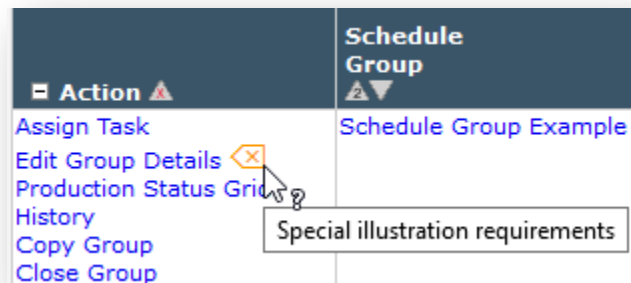 Schedule
Group
Action
2
Assign Task
Schedule Group Example
Edit Group Details
Production Status Grid
History
Special illustration requirements
Copy Group
Close Group